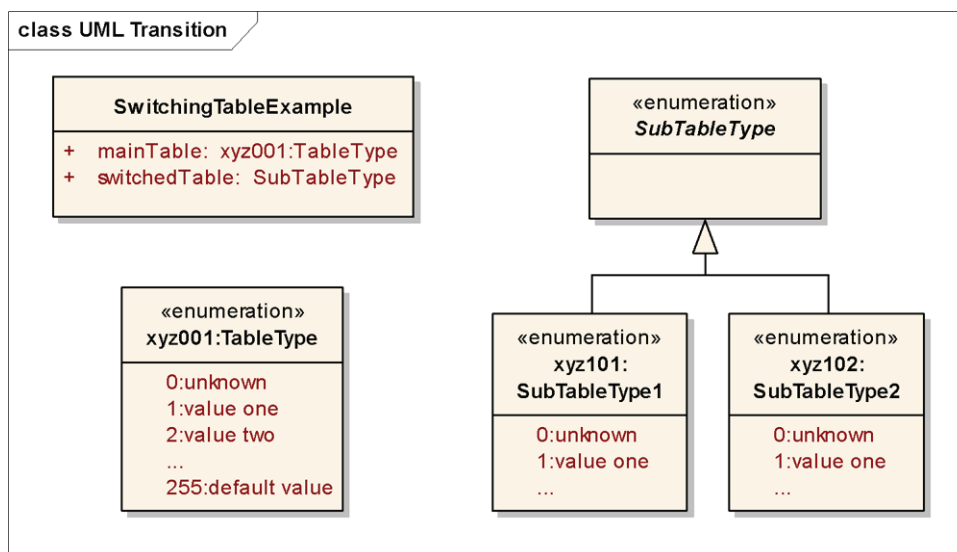 class UML Transition
SwitchingTableExample
+ mainTable: xyz001:TableType
+ switchedTable: SubTableType
«enumeration»
SubTableType
«enumeration»
xyz001:TableType
0:unknown
1:value one
2:value two
...
255:default value
«enumeration»
xyz101:
SubTableType1
0:unknown
1:value one
...
«enumeration»
xyz102:
SubTableType2
0:unknown
1:value one
...